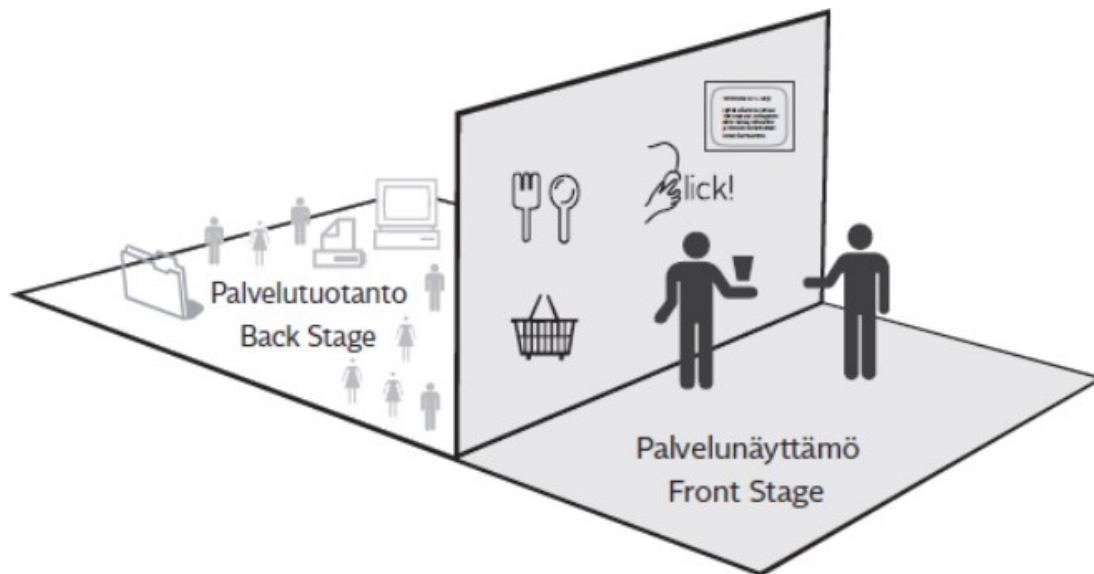 lick!
Palvelutuotanto
Back Stage
Palvelunäyttämö
Front Stage